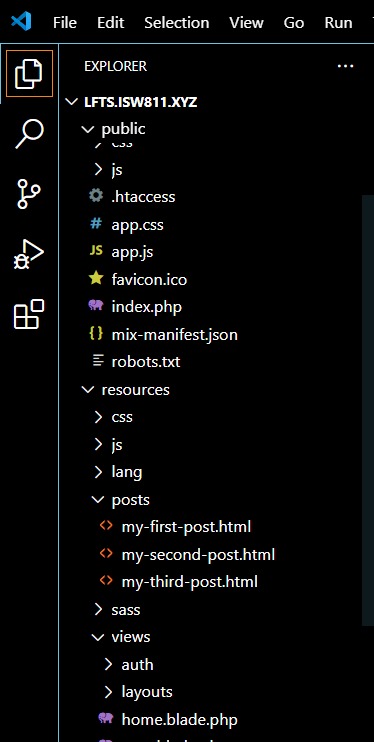 File Edit Selection View Go Run
EXPLORER
LFTS.ISW811.XYZ
public
css
js
.htaccess
# app.css
JS app.js
favicon.ico
index.php
{} mix-manifest.json
robots.txt
resources
css
js
lang
posts
<> my-first-post.html
<> my-second-post.html
<> my-third-post.html
sass
views
auth
layouts
home.blade.php